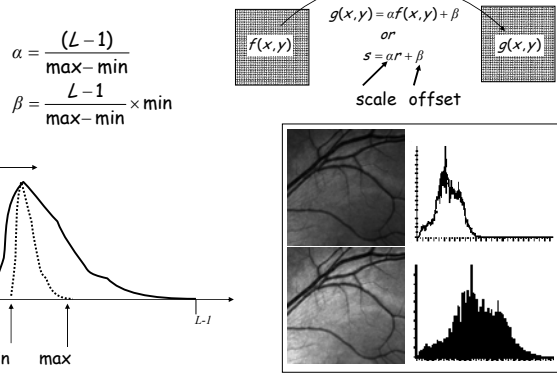 α = (L − 1) / max − min
β = L − 1 / max − min × min
f(x,y)
g(x,y) = αf(x,y) + β
or
s = αr + β
scale offset
g(x,y)
L-1
n max